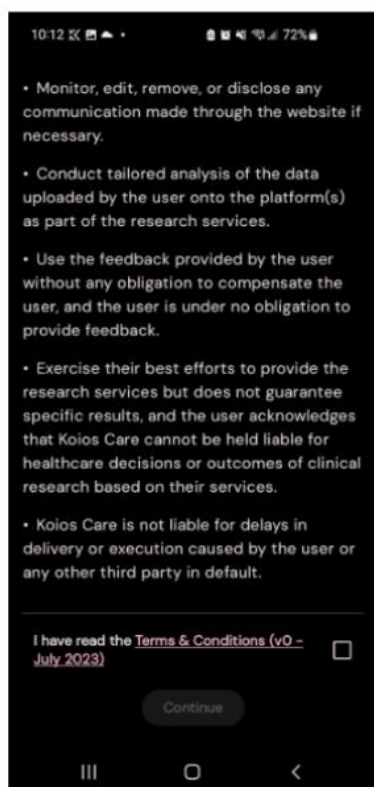 10:12
72%
• Monitor, edit, remove, or disclose any
communication made through the website if
necessary.
• Conduct tailored analysis of the data
uploaded by the user onto the platform(s)
as part of the research services.
• Use the feedback provided by the user
without any obligation to compensate the
user, and the user is under no obligation to
provide feedback.
• Exercise their best efforts to provide the
research services but does not guarantee
specific results, and the user acknowledges
that Koios Care cannot be held liable for
healthcare decisions or outcomes of clinical
research based on their services.
• Koios Care is not liable for delays in
delivery or execution caused by the user or
any other third party in default.
I have read the Terms & Conditions (v0 –
July 2023)
Continue